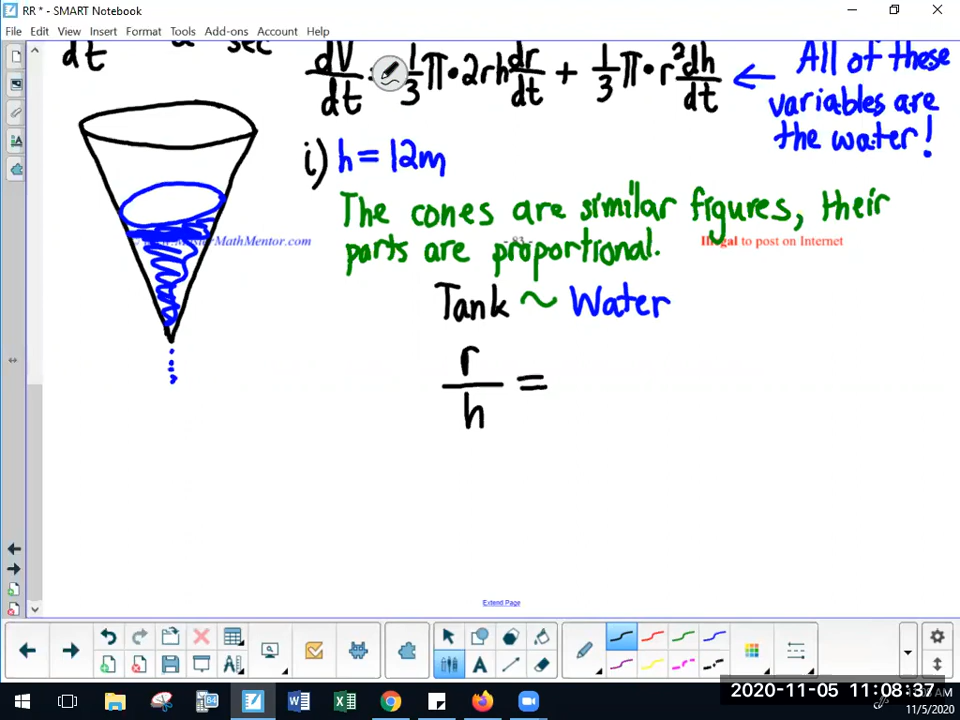 RR * - SMART Notebook
File Edit View Insert Format Tools Add-ons Account Help
dt sec
dV/dt = 1/3 π • 2rh dr/dt + 1/3 π • r² dh/dt ← All of these
variables are
the water!
i) h = 12m
The cones are similar figures, their
MathMentor.com - 83 - Illegal to post on Internet
parts are proportional.
Tank ~ Water
r/h =
Extend Page
2020-11-05 11:08:37
11/5/2020